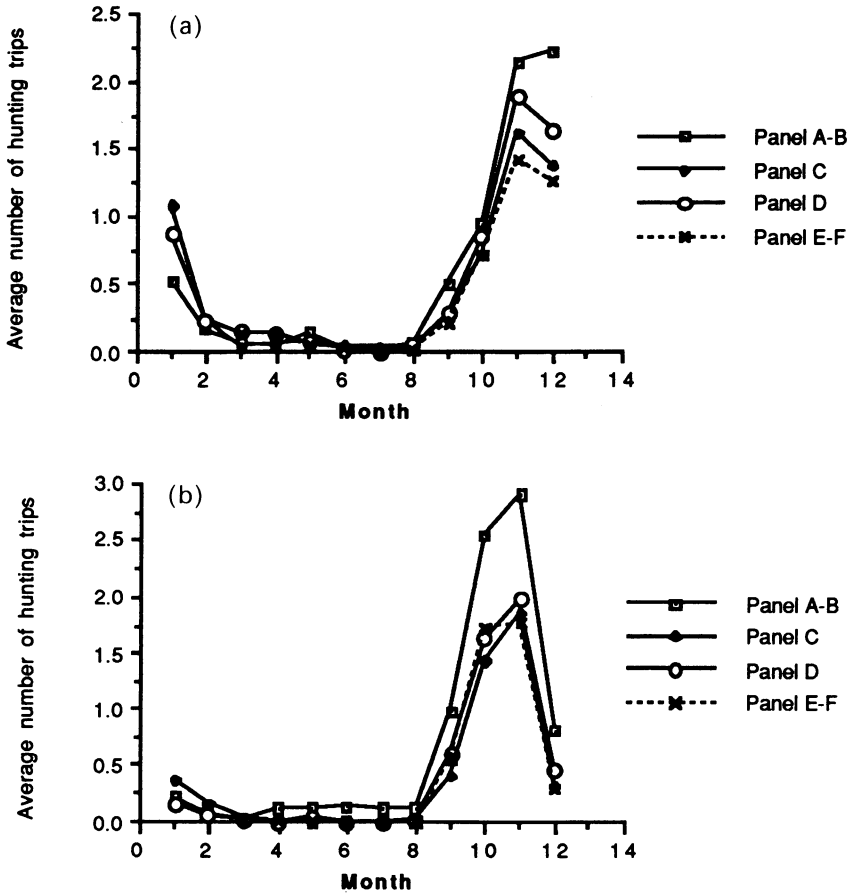 (a)
Average number of hunting trips
2.5
2.0
1.5
1.0
0.5
0.0
0 2 4 6 8 10 12 14
Month
Panel A-B
Panel C
Panel D
Panel E-F
(b)
Average number of hunting trips
3.0
2.5
2.0
1.5
1.0
0.5
0.0
0 2 4 6 8 10 12 14
Month
Panel A-B
Panel C
Panel D
Panel E-F